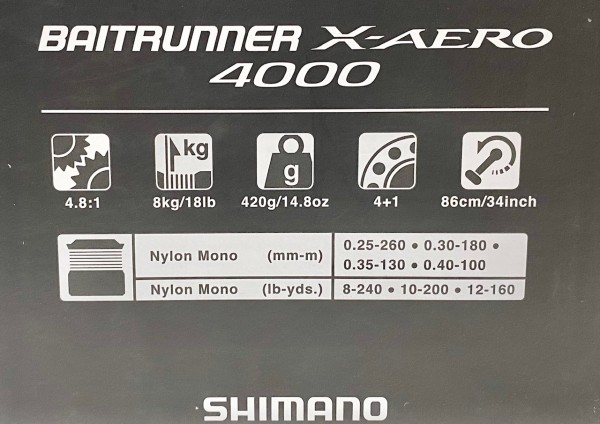 BAITRUNNER X-AERO
4000
kg
g
4.8:1 8kg/18lb 420g/14.8oz 4+1 86cm/34inch
Nylon Mono (mm-m) 0.25-260 • 0.30-180 •
0.35-130 • 0.40-100
Nylon Mono (lb-yds.) 8-240 • 10-200 • 12-160
SHIMANO